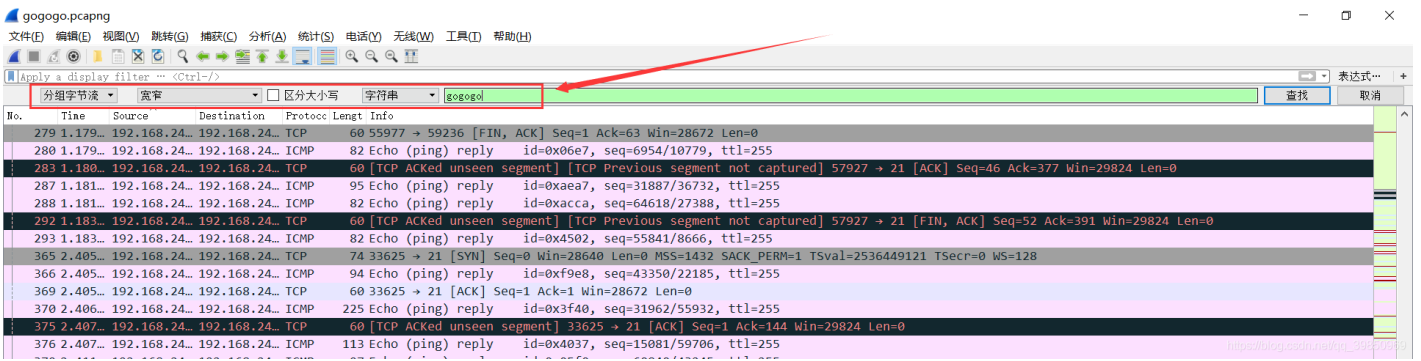 gogogo.pcapng
文件(F) 编辑(E) 视图(V) 跳转(G) 捕获(C) 分析(A) 统计(S) 电话(Y) 无线(W) 工具(T) 帮助(H)
Apply a display filter ··· <Ctrl-/> 表达式··· +
分组字节流 宽窄 区分大小写 字符串 gogogo 查找 取消
No. Time Source Destination Protocc Lengt Info
279 1.179… 192.168.24… 192.168.24… TCP 60 55977 → 59236 [FIN, ACK] Seq=1 Ack=63 Win=28672 Len=0
280 1.179… 192.168.24… 192.168.24… ICMP 82 Echo (ping) reply id=0x06e7, seq=6954/10779, ttl=255
283 1.180… 192.168.24… 192.168.24… TCP 60 [TCP ACKed unseen segment] [TCP Previous segment not captured] 57927 → 21 [ACK] Seq=46 Ack=377 Win=29824 Len=0
287 1.181… 192.168.24… 192.168.24… ICMP 95 Echo (ping) reply id=0xaea7, seq=31887/36732, ttl=255
288 1.181… 192.168.24… 192.168.24… ICMP 82 Echo (ping) reply id=0xacca, seq=64618/27388, ttl=255
292 1.183… 192.168.24… 192.168.24… TCP 60 [TCP ACKed unseen segment] [TCP Previous segment not captured] 57927 → 21 [FIN, ACK] Seq=52 Ack=391 Win=29824 Len=0
293 1.183… 192.168.24… 192.168.24… ICMP 82 Echo (ping) reply id=0x4502, seq=55841/8666, ttl=255
365 2.405… 192.168.24… 192.168.24… TCP 74 33625 → 21 [SYN] Seq=0 Win=28640 Len=0 MSS=1432 SACK_PERM=1 TSval=2536449121 TSecr=0 WS=128
366 2.405… 192.168.24… 192.168.24… ICMP 94 Echo (ping) reply id=0xf9e8, seq=43350/22185, ttl=255
369 2.405… 192.168.24… 192.168.24… TCP 60 33625 → 21 [ACK] Seq=1 Ack=1 Win=28672 Len=0
370 2.406… 192.168.24… 192.168.24… ICMP 225 Echo (ping) reply id=0x3f40, seq=31962/55932, ttl=255
375 2.407… 192.168.24… 192.168.24… TCP 60 [TCP ACKed unseen segment] 33625 → 21 [ACK] Seq=1 Ack=144 Win=29824 Len=0
376 2.407… 192.168.24… 192.168.24… ICMP 113 Echo (ping) reply id=0x4037, seq=15081/59706, ttl=255